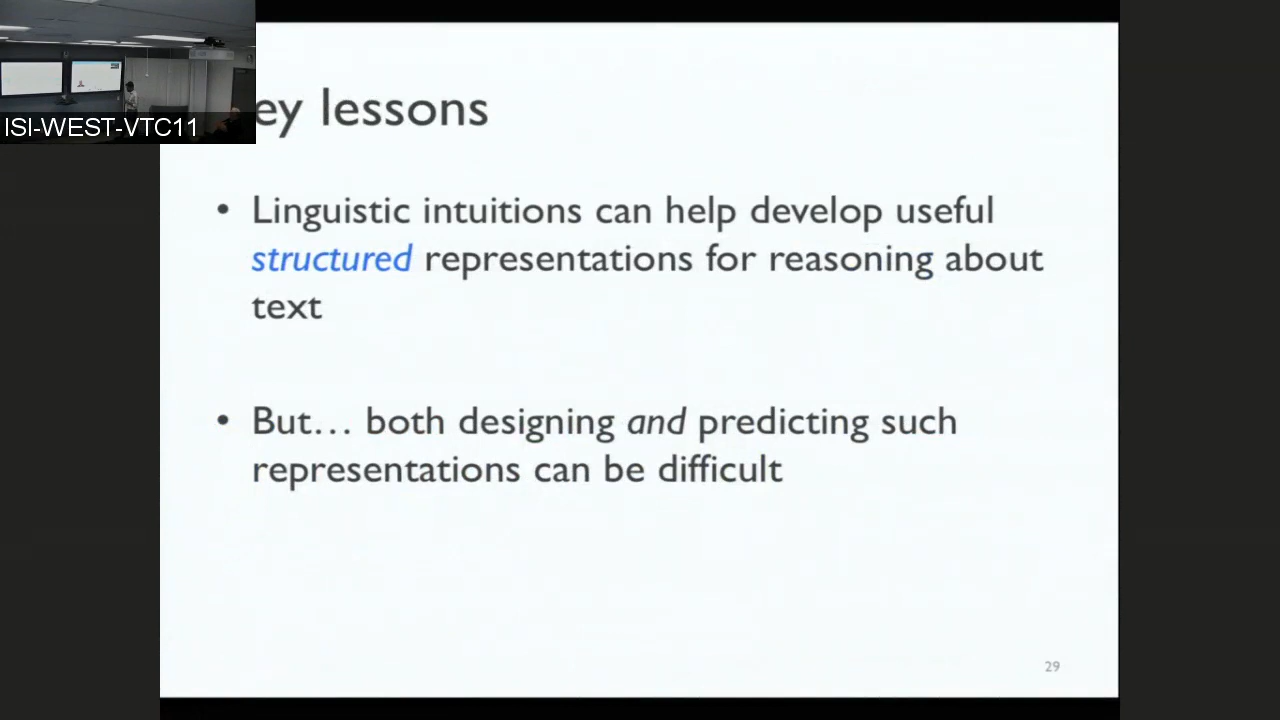 ISI-WEST-VTC11
ey lessons
• Linguistic intuitions can help develop useful
structured representations for reasoning about
text
• But… both designing and predicting such
representations can be difficult
29